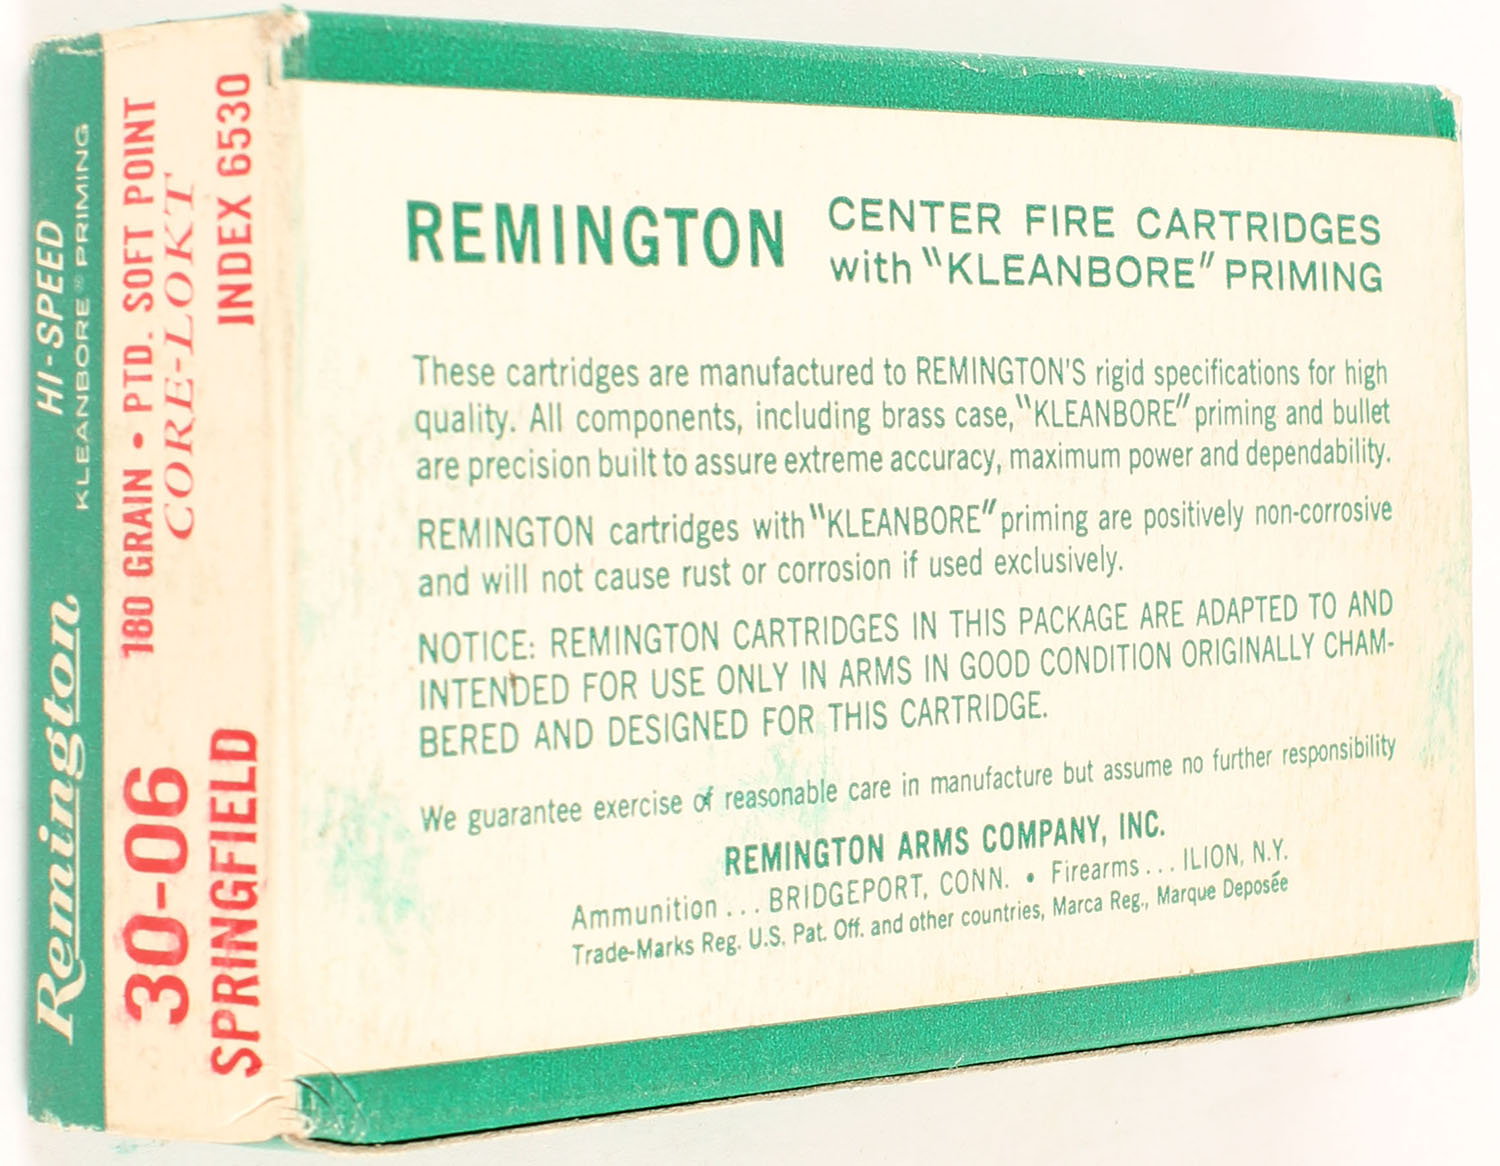 Remington HI-SPEED
KLEANBORE® PRIMING
180 GRAIN • PTD. SOFT POINT
CORE-LOKT
30-06
SPRINGFIELD
INDEX 6530
REMINGTON
CENTER FIRE CARTRIDGES
with "KLEANBORE" PRIMING
These cartridges are manufactured to REMINGTON'S rigid specifications for high
quality. All components, including brass case, "KLEANBORE" priming and bullet
are precision built to assure extreme accuracy, maximum power and dependability.
REMINGTON cartridges with "KLEANBORE" priming are positively non-corrosive
and will not cause rust or corrosion if used exclusively.
NOTICE: REMINGTON CARTRIDGES IN THIS PACKAGE ARE ADAPTED TO AND
INTENDED FOR USE ONLY IN ARMS IN GOOD CONDITION ORIGINALLY CHAM-
BERED AND DESIGNED FOR THIS CARTRIDGE.
We guarantee exercise of reasonable care in manufacture but assume no further responsibility
REMINGTON ARMS COMPANY, INC.
Ammunition ... BRIDGEPORT, CONN. • Firearms ... ILION, N.Y.
Trade-Marks Reg. U.S. Pat. Off. and other countries, Marca Reg., Marque Deposée